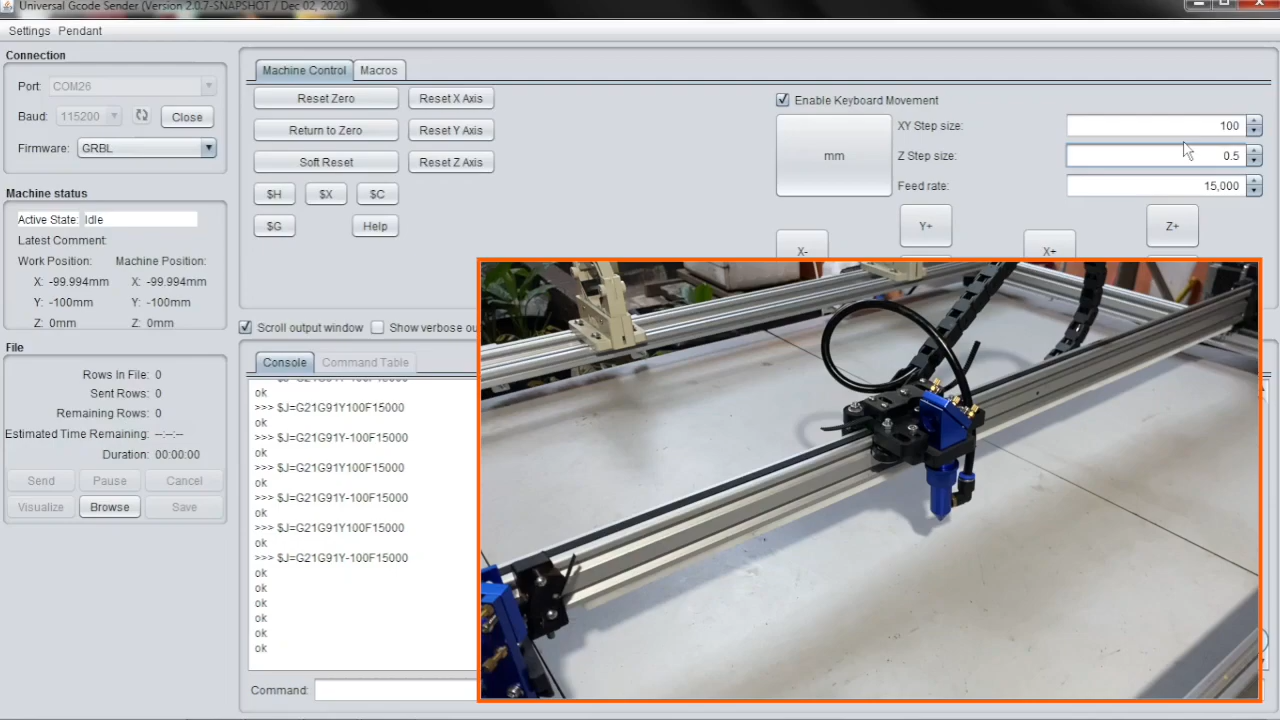 Universal Gcode Sender (Version 2.0.7-SNAPSHOT / Dec 02, 2020)
Settings Pendant
Connection
Port: COM26
Baud: 115200 Close
Firmware: GRBL
Machine status
Active State: Idle
Latest Comment:
Work Position: Machine Position:
X: -99.994mm X: -99.994mm
Y: -100mm Y: -100mm
Z: 0mm Z: 0mm
File
Rows In File: 0
Sent Rows: 0
Remaining Rows: 0
Estimated Time Remaining: --:--:--
Duration: 00:00:00
Send Pause Cancel
Visualize Browse Save
Machine Control Macros
Reset Zero Reset X Axis
Return to Zero Reset Y Axis
Soft Reset Reset Z Axis
$H $X $C
$G Help
Enable Keyboard Movement
mm
XY Step size: 100
Z Step size: 0.5
Feed rate: 15,000
X- Y+ X+ Z+
Scroll output window Show verbose ou
Console Command Table
ok
>>> $J=G21G91Y100F15000
ok
>>> $J=G21G91Y-100F15000
ok
>>> $J=G21G91Y100F15000
ok
>>> $J=G21G91Y-100F15000
ok
>>> $J=G21G91Y100F15000
ok
>>> $J=G21G91Y-100F15000
ok
ok
ok
ok
ok
ok
Command: